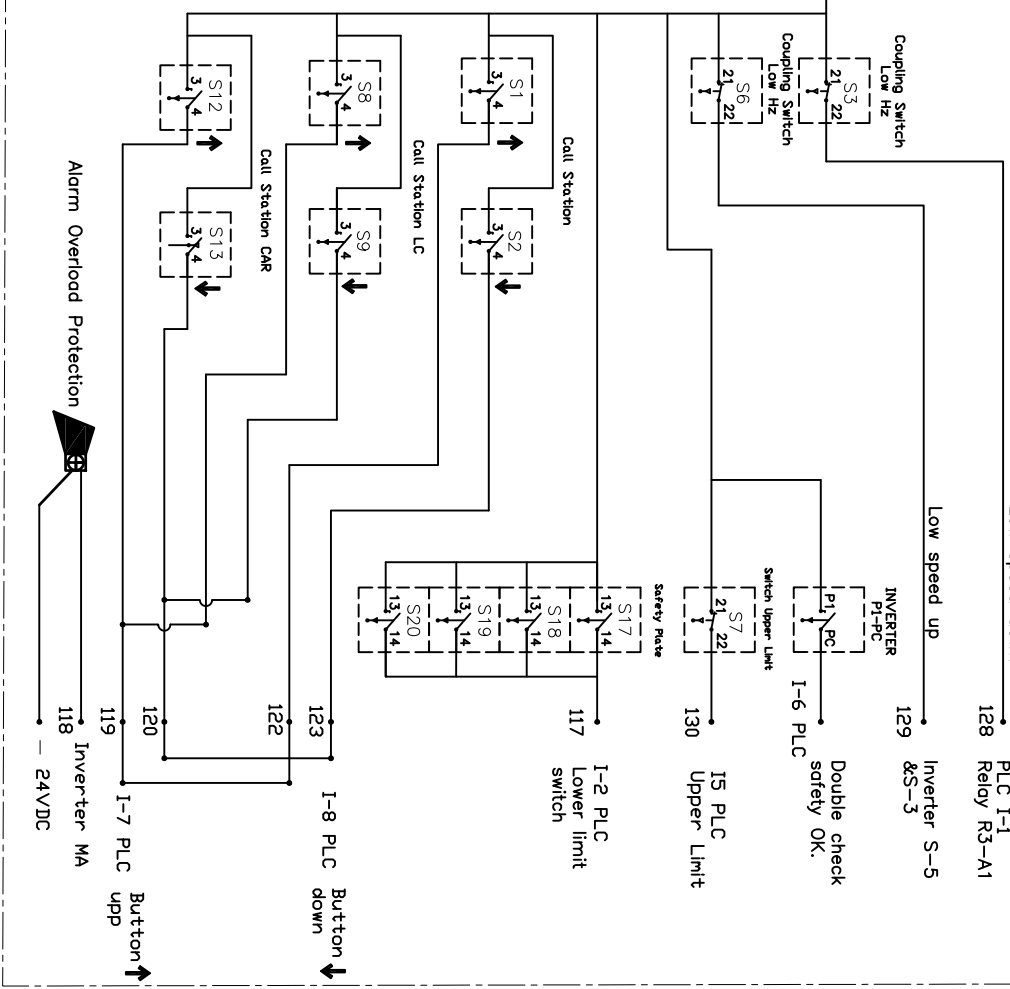 Coupling Switch
Low Hz
S3
21
22
Coupling Switch
Low Hz
S6
21
22
128
PLC I-1
Relay R3-A1
Low speed up
129
Inverter S-5
&S-3
INVERTER
P1-PC
P1
PC
I-6 PLC
Double check
safety OK.
Switch Upper Limit
S7
21
22
130
I5 PLC
Upper Limit
Safety Plate
S17
13
14
S18
13
14
S19
13
14
S20
13
14
117
I-2 PLC
Lower limit
switch
Call Station
S1
3
4
S2
3
4
Call Station LC
S8
3
4
S9
3
4
Call Station CAR
S12
3
4
S13
3
4
123
122
I-8 PLC
Button
down
120
119
I-7 PLC
Button
upp
Alarm Overload Protection
118
Inverter MA
- 24VDC